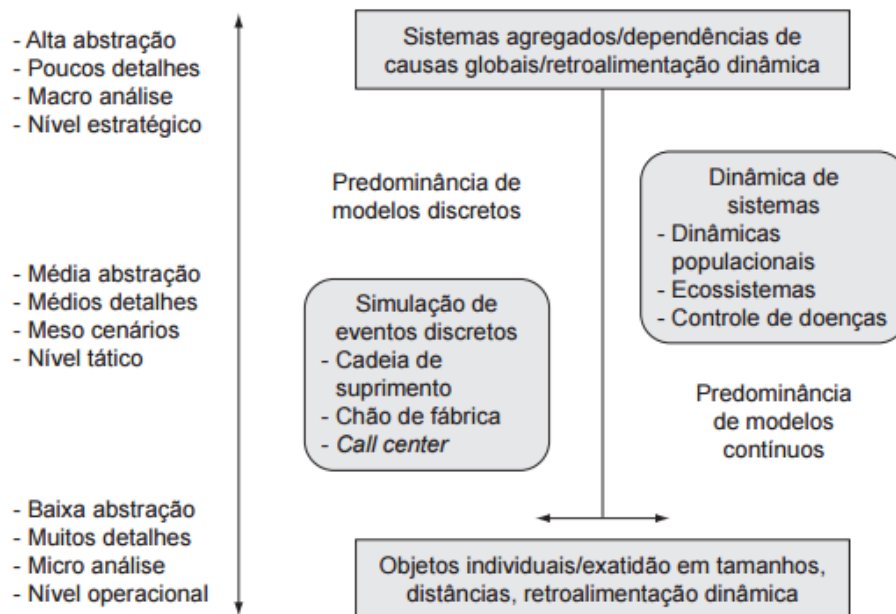 - Alta abstração
- Poucos detalhes
- Macro análise
- Nível estratégico
Sistemas agregados/dependências de
causas globais/retroalimentação dinâmica
Predominância de
modelos discretos
Dinâmica de
sistemas
- Dinâmicas
populacionais
- Ecossistemas
- Controle de doenças
- Média abstração
- Médios detalhes
- Meso cenários
- Nível tático
Simulação de
eventos discretos
- Cadeia de
suprimento
- Chão de fábrica
- Call center
Predominância
de modelos
contínuos
- Baixa abstração
- Muitos detalhes
- Micro análise
- Nível operacional
Objetos individuais/exatidão em tamanhos,
distâncias, retroalimentação dinâmica